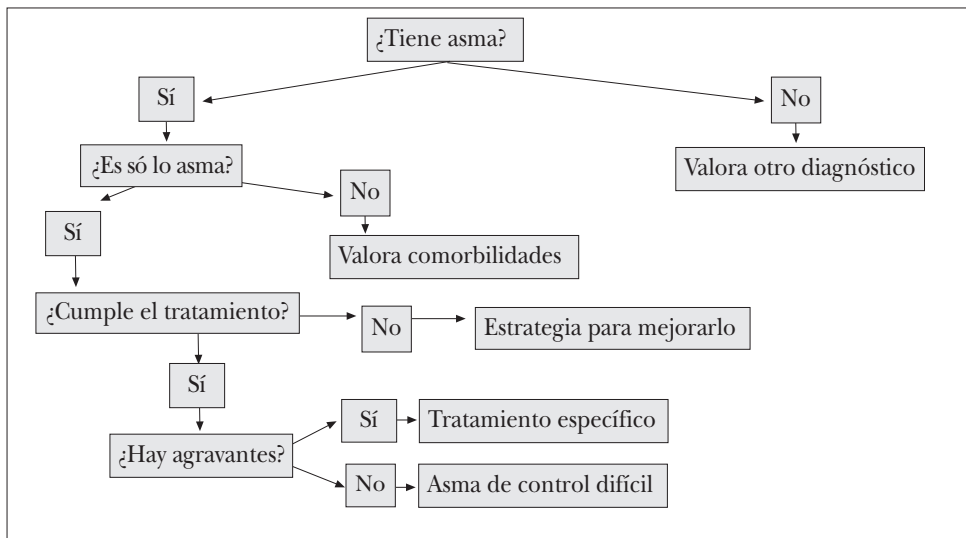 ¿Tiene asma?
Sí
No
¿Es só lo asma?
Valora otro diagnóstico
No
Sí
Valora comorbilidades
¿Cumple el tratamiento?
No
Estrategia para mejorarlo
Sí
Sí
Tratamiento específico
¿Hay agravantes?
No
Asma de control difícil